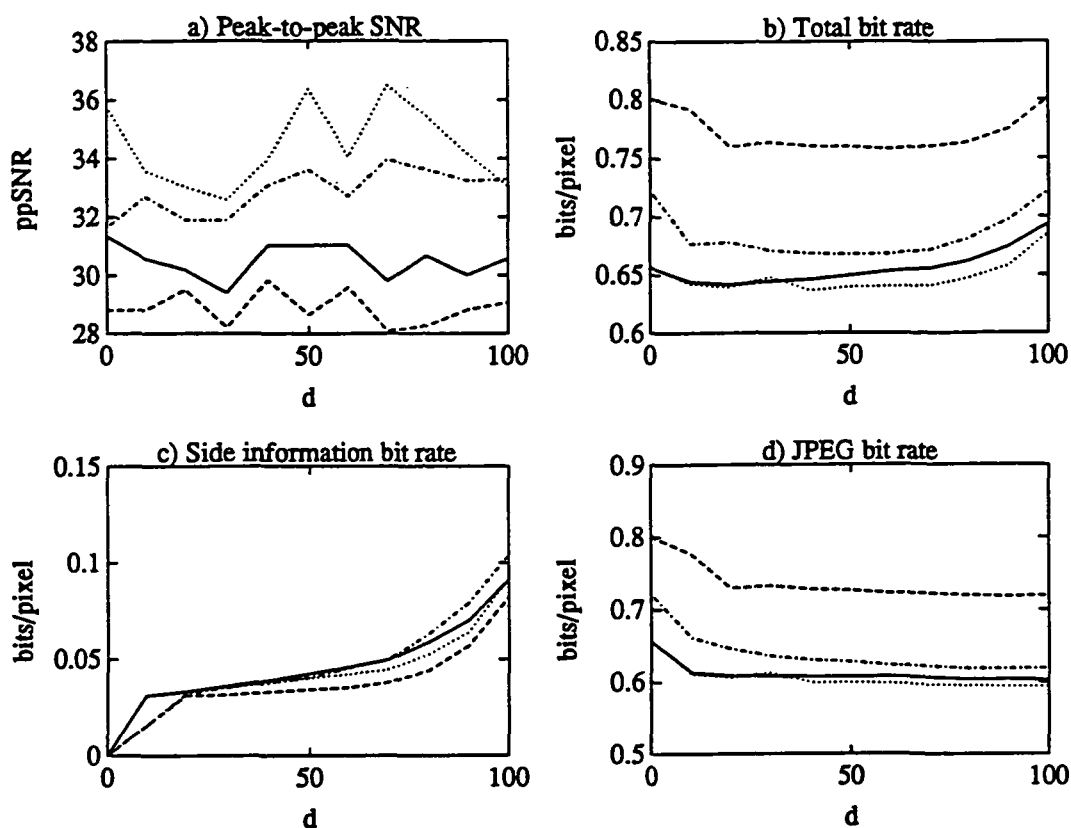 a) Peak-to-peak SNR
38
36
34
32
30
28
ppSNR
0
50
100
d
b) Total bit rate
0.85
0.8
0.75
0.7
0.65
0.6
bits/pixel
0
50
100
d
c) Side information bit rate
0.15
0.1
0.05
0
bits/pixel
0
50
100
d
d) JPEG bit rate
0.9
0.8
0.7
0.6
0.5
bits/pixel
0
50
100
d